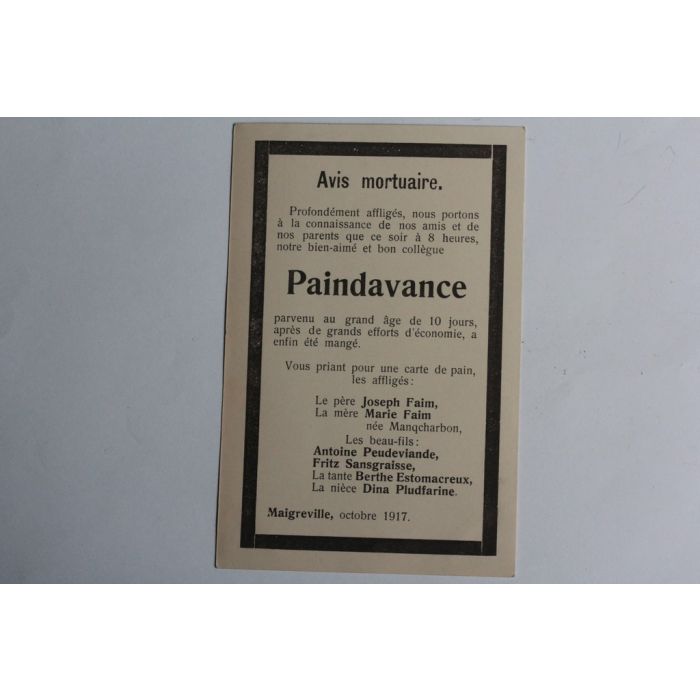 Avis mortuaire.
Profondément affligés, nous portons
à la connaissance de nos amis et de
nos parents que ce soir à 8 heures,
notre bien-aimé et bon collègue
Paindavance
parvenu au grand âge de 10 jours,
après de grands efforts d'économie, a
enfin été mangé.
Vous priant pour une carte de pain,
les affligés :
Le père Joseph Faim,
La mère Marie Faim
née Manqcharbon,
Les beau-fils :
Antoine Peudeviande,
Fritz Sansgraisse,
La tante Berthe Estomacreux,
La nièce Dina Pludfarine.
Maigreville, octobre 1917.